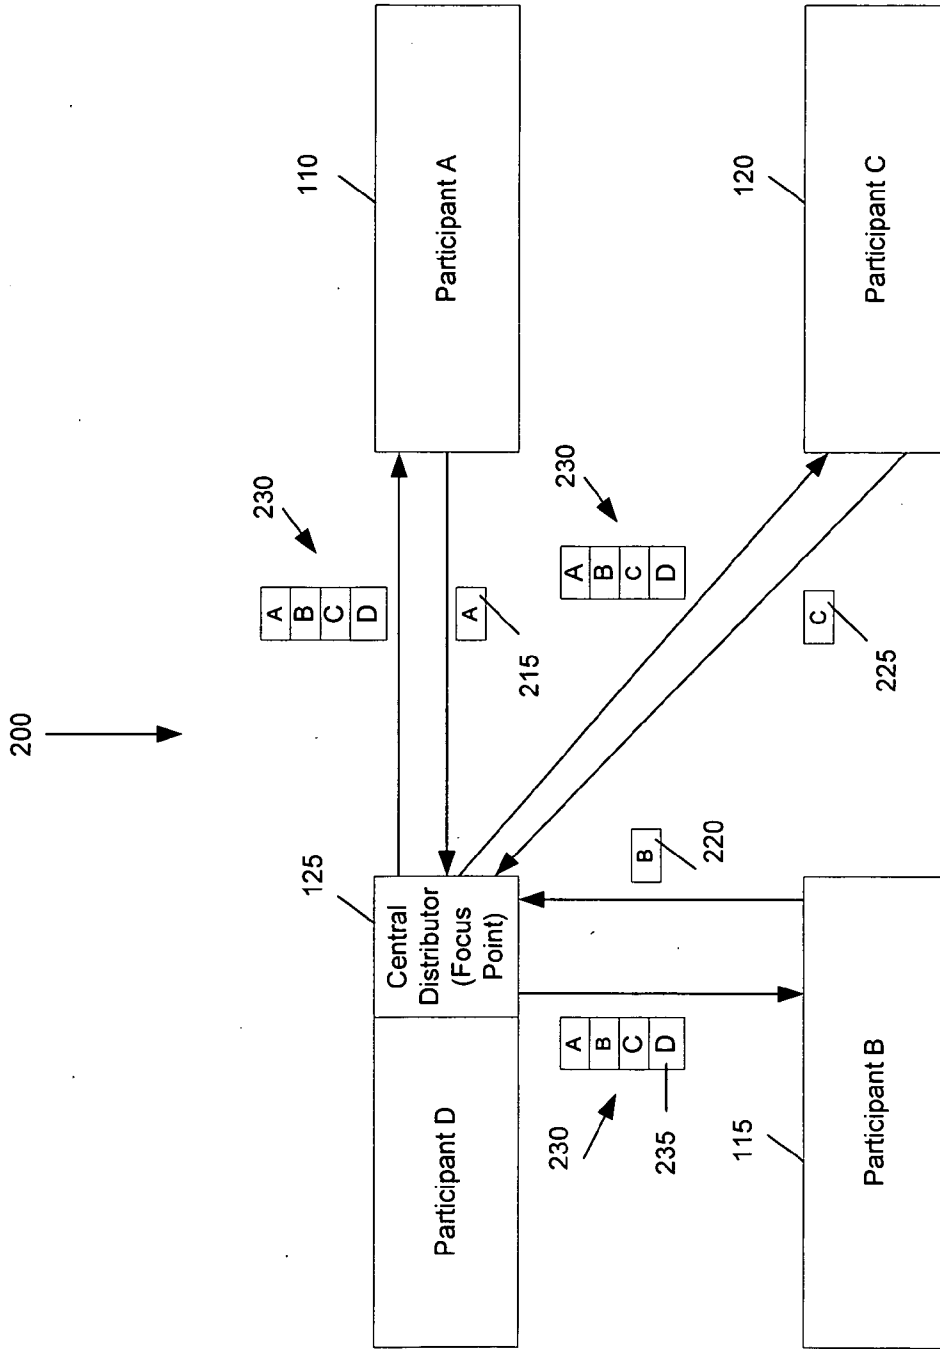 200
125
Participant D
Central
Distributor
(Focus
Point)
A
B
C
D
230
110
Participant A
A
215
A
B
C
D
230
235
B
220
A
B
C
D
230
C
225
115
Participant B
120
Participant C